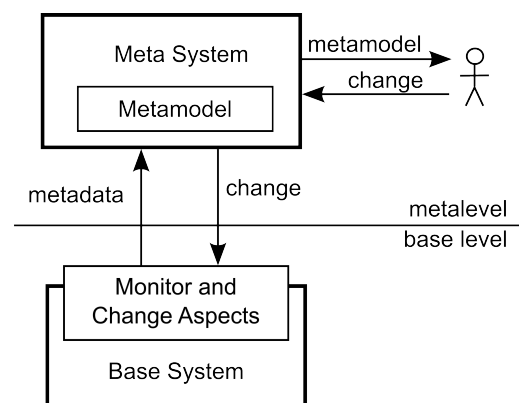 Meta System
Metamodel
metamodel
change
metadata
change
metalevel
base level
Monitor and
Change Aspects
Base System